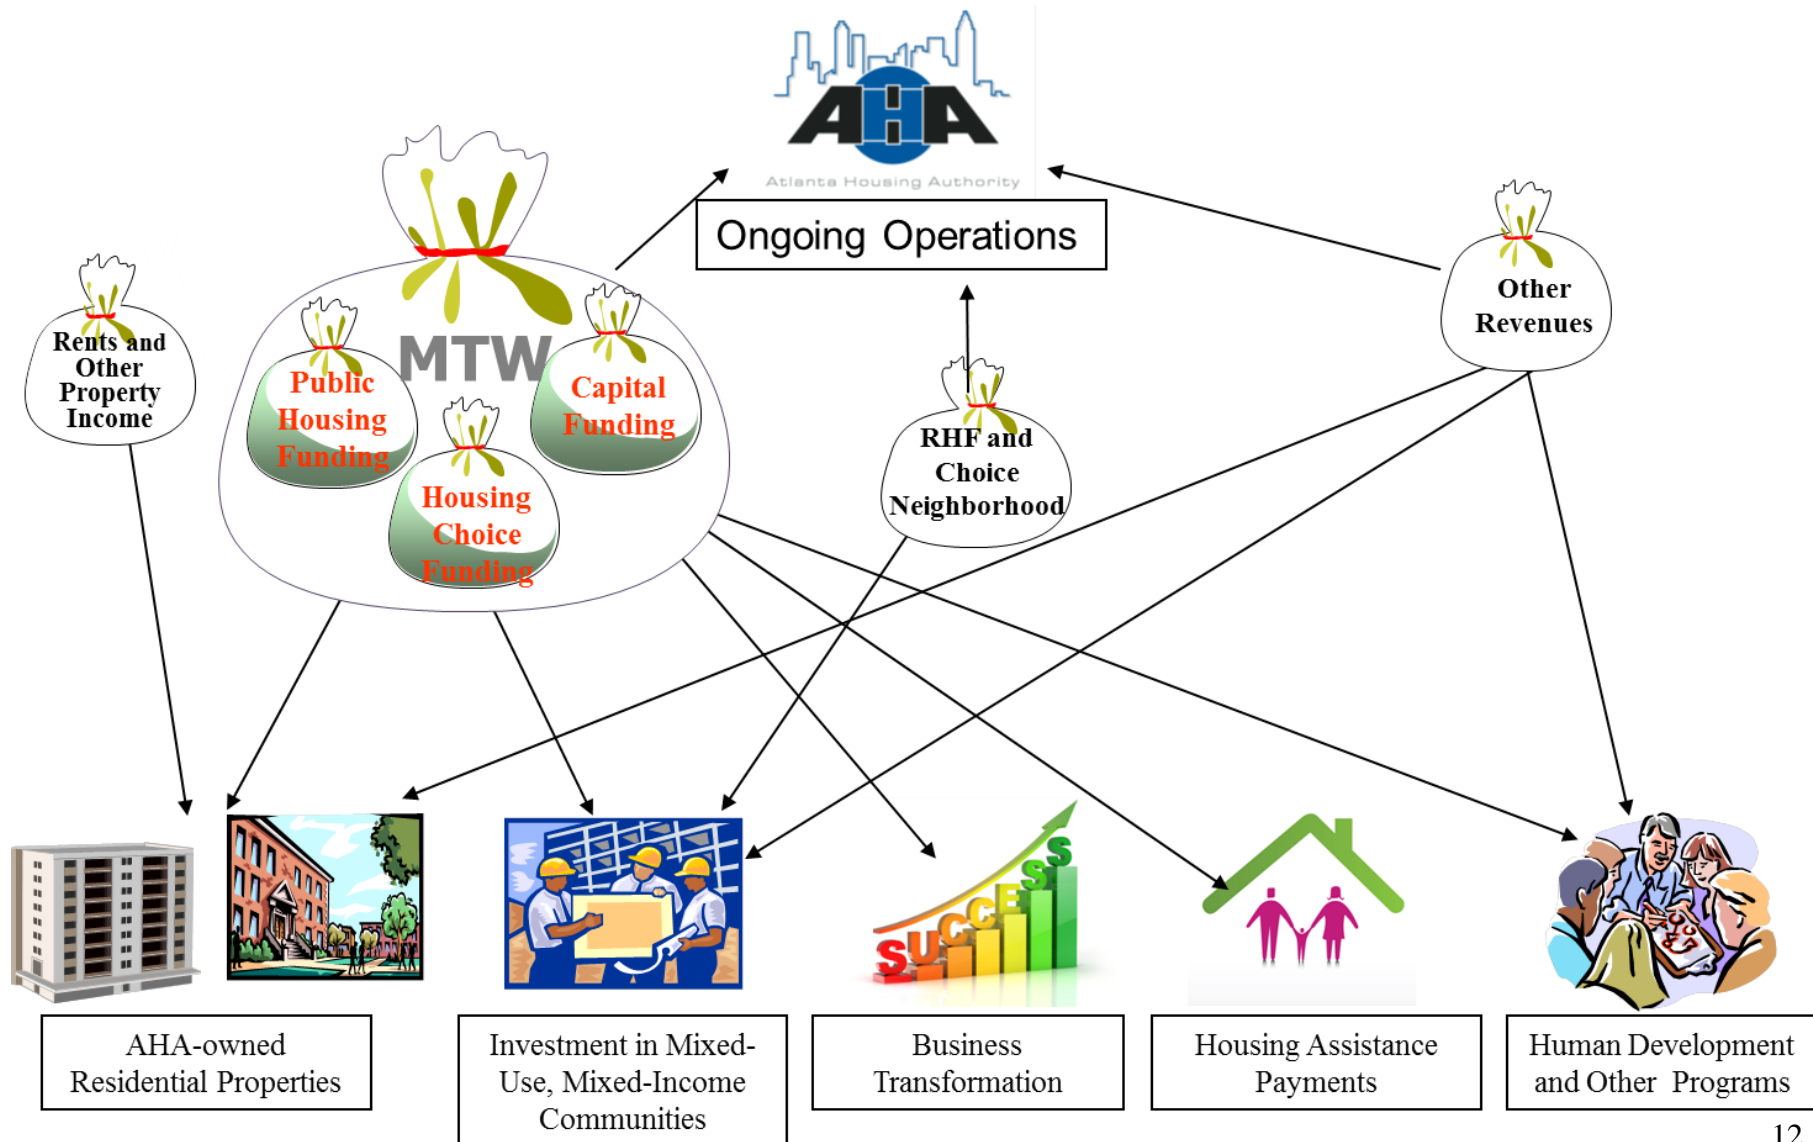 AHA
Atlanta Housing Authority
Ongoing Operations
Rents and
Other
Property
Income
MTW
Public
Housing
Funding
Capital
Funding
Housing
Choice
Funding
RHF and
Choice
Neighborhood
Other
Revenues
SUCCESS
AHA-owned
Residential Properties
Investment in Mixed-
Use, Mixed-Income
Communities
Business
Transformation
Housing Assistance
Payments
Human Development
and Other Programs
12